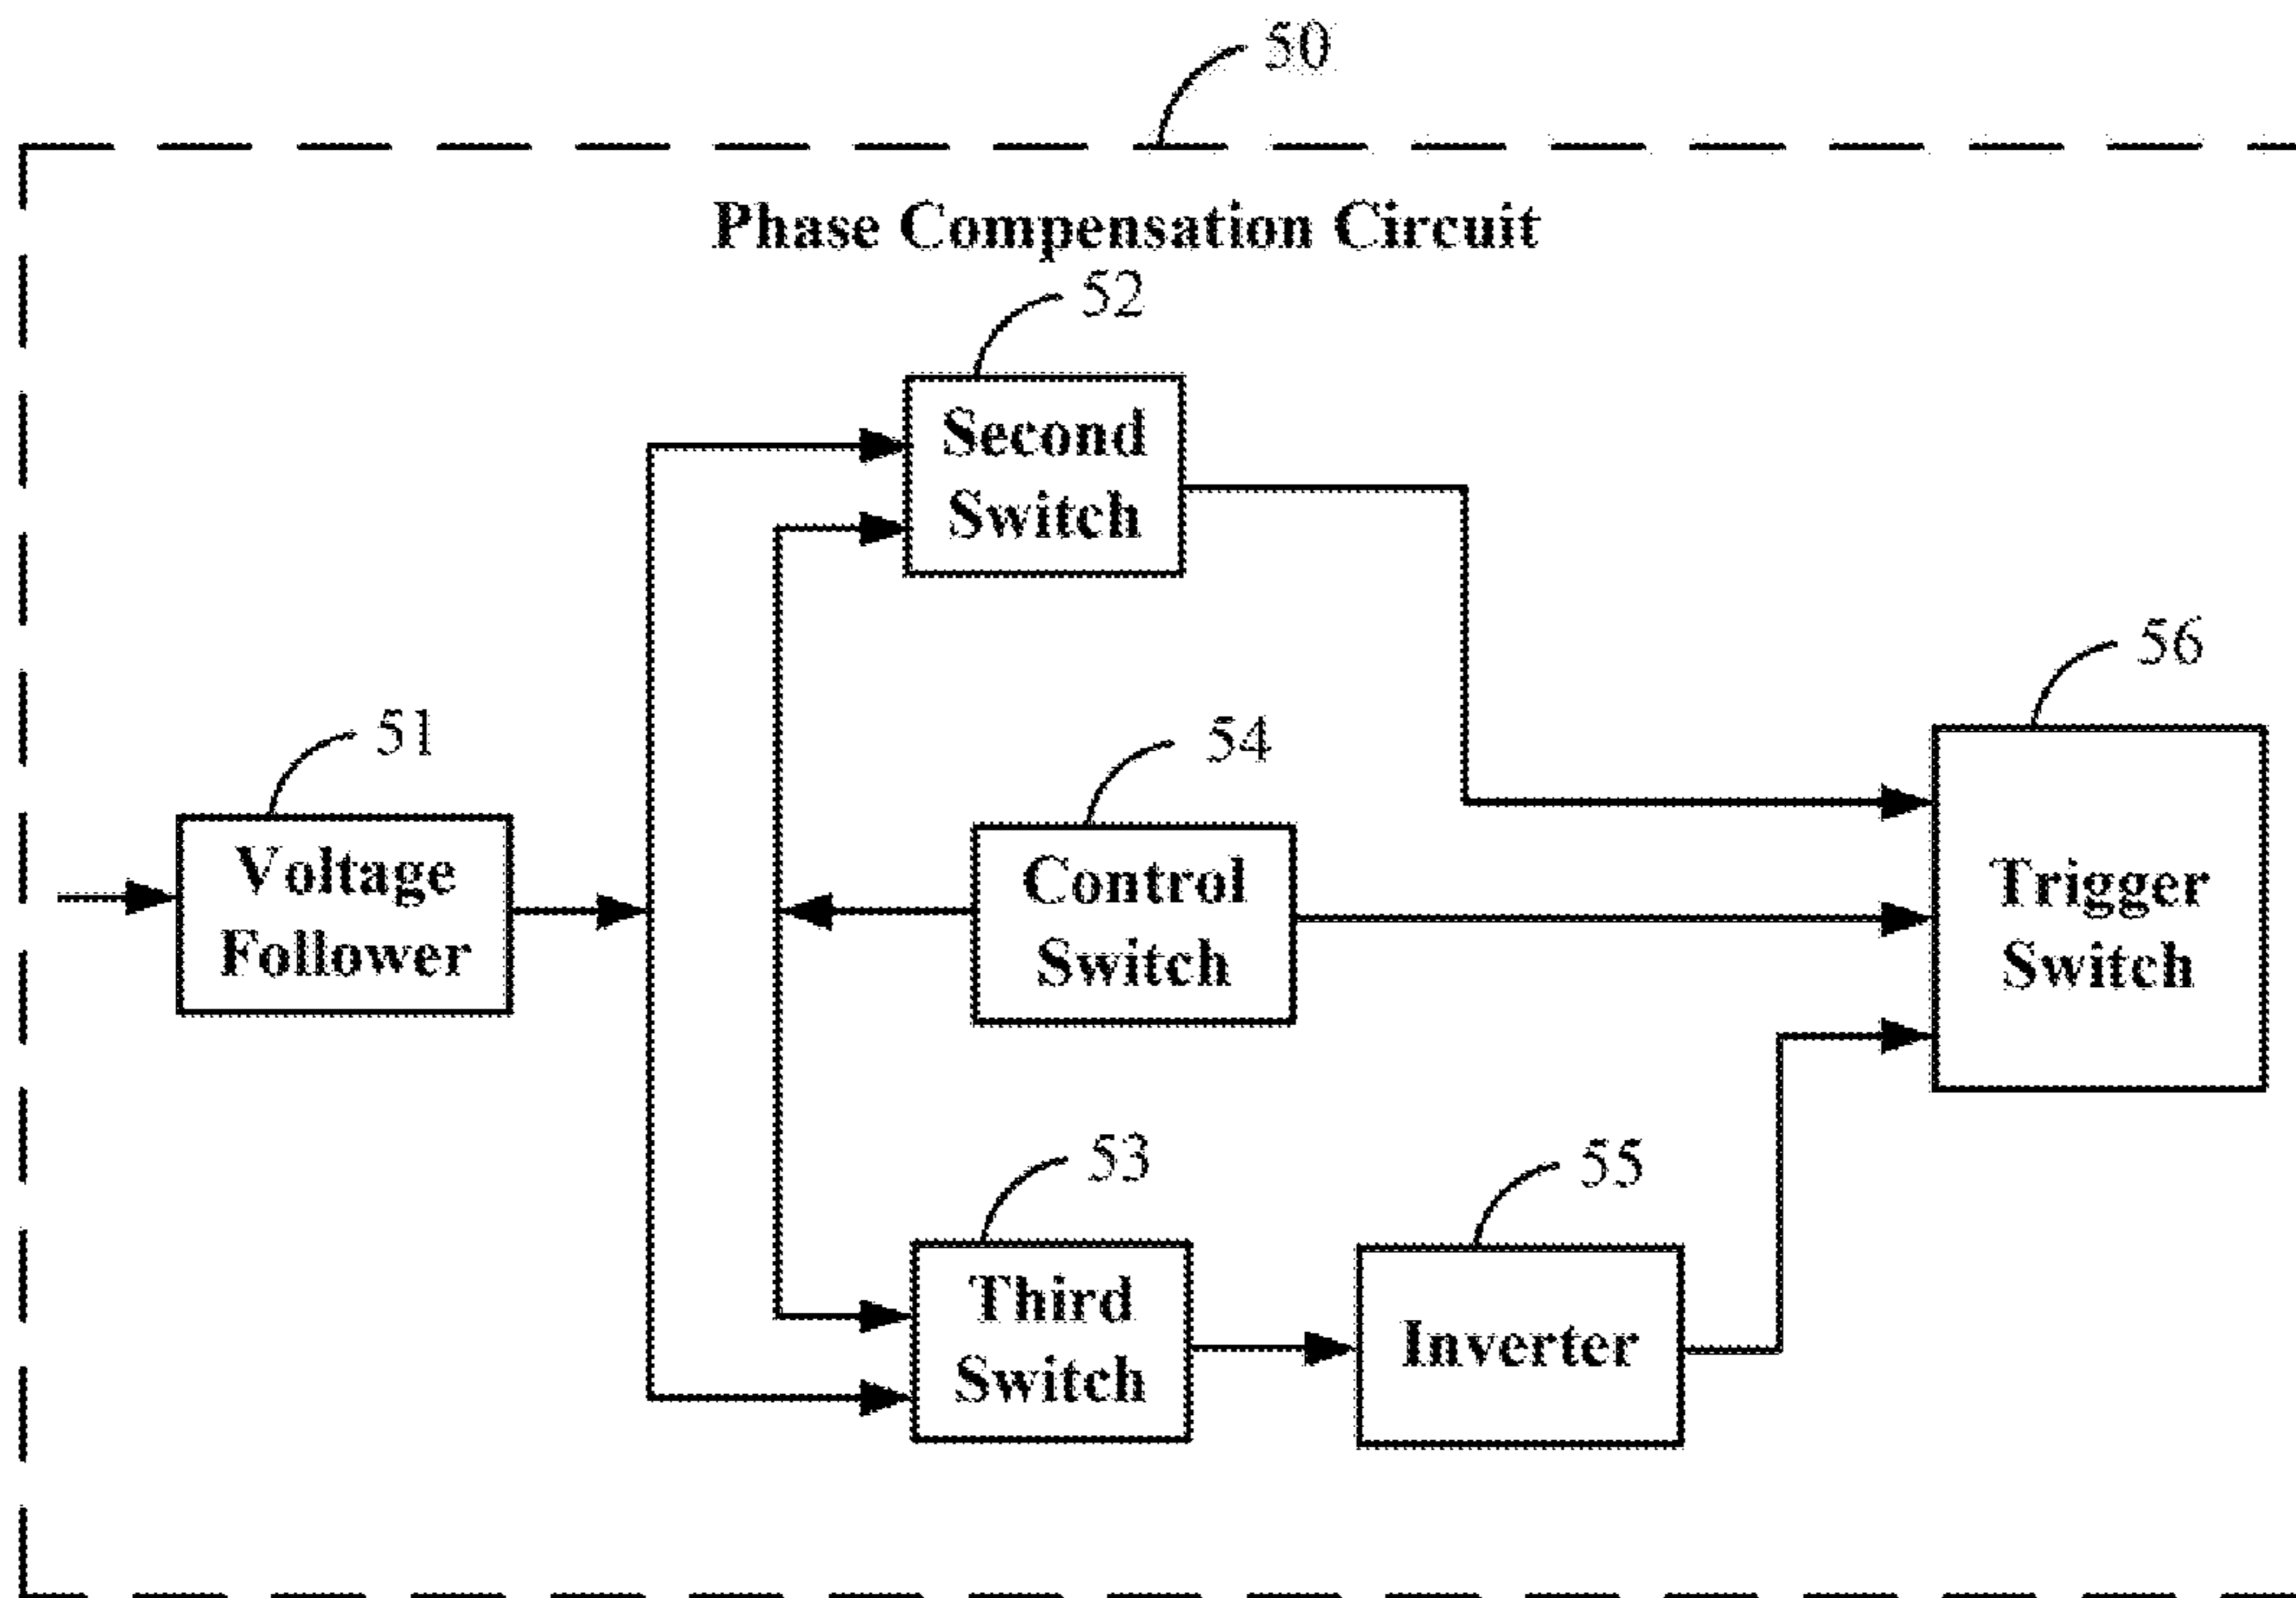 50
Phase Compensation Circuit
52
Second
Switch
56
51
54
Voltage
Follower
Control
Switch
Trigger
Switch
53
55
Third
Switch
Inverter